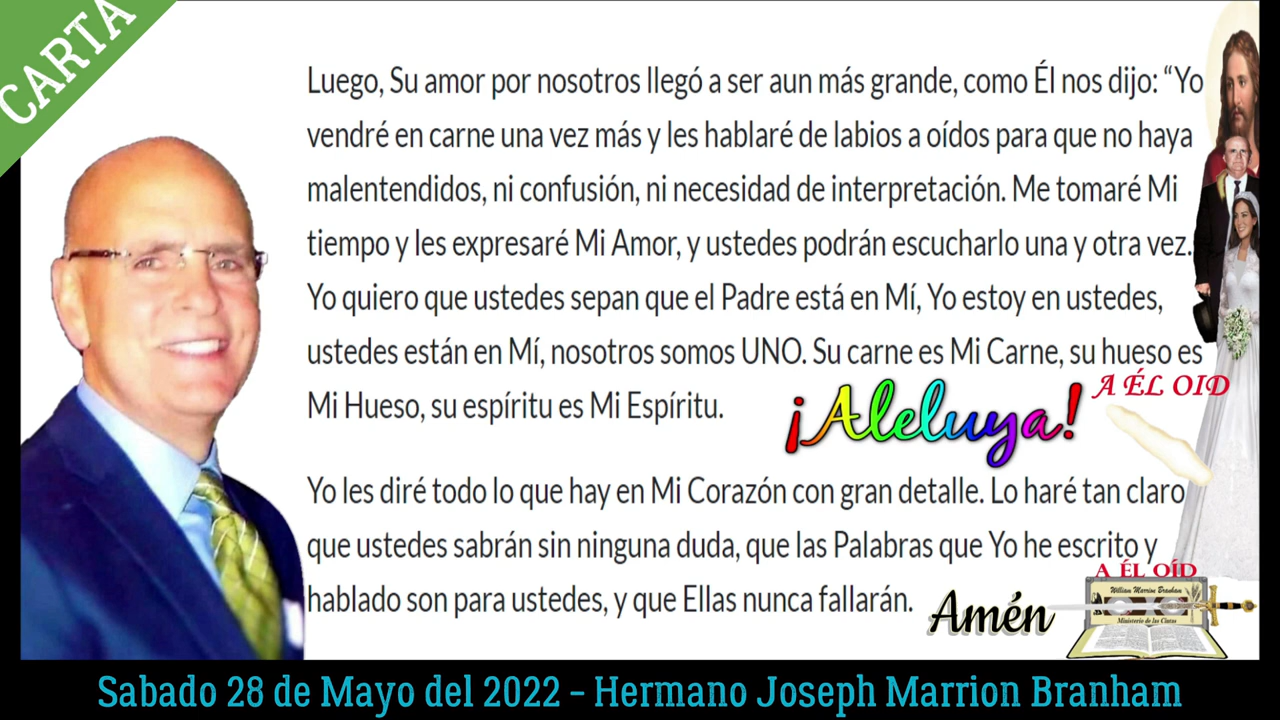 CARTA
Luego, Su amor por nosotros llegó a ser aun más grande, como Él nos dijo: “Yo
vendré en carne una vez más y les hablaré de labios a oídos para que no haya
malentendidos, ni confusión, ni necesidad de interpretación. Me tomaré Mi
tiempo y les expresaré Mi Amor, y ustedes podrán escucharlo una y otra vez.
Yo quiero que ustedes sepan que el Padre está en Mí, Yo estoy en ustedes,
ustedes están en Mí, nosotros somos UNO. Su carne es Mi Carne, su hueso es
Mi Hueso, su espíritu es Mi Espíritu.
¡Aleluya!
A ÉL OID
Yo les diré todo lo que hay en Mi Corazón con gran detalle. Lo haré tan claro
que ustedes sabrán sin ninguna duda, que las Palabras que Yo he escrito y
hablado son para ustedes, y que Ellas nunca fallarán.
Amén
A ÉL OÍD
William Marrion Branham
Ministerio de las Cintas
Sabado 28 de Mayo del 2022 - Hermano Joseph Marrion Branham